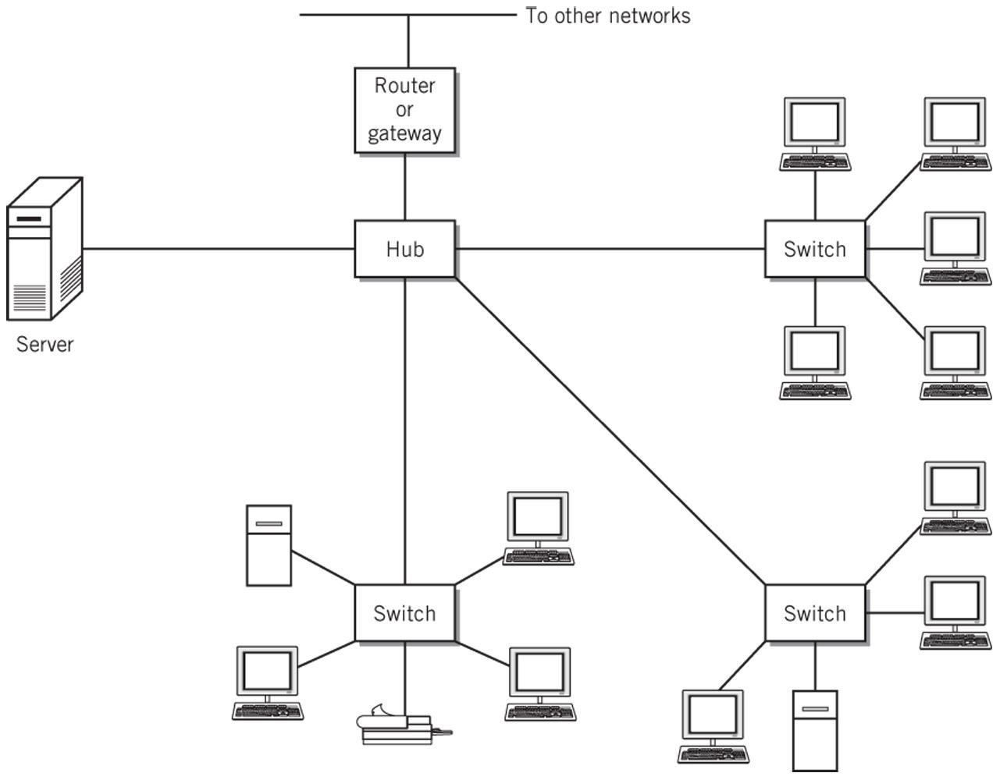 To other networks
Router
or
gateway
Hub
Switch
Server
Switch
Switch